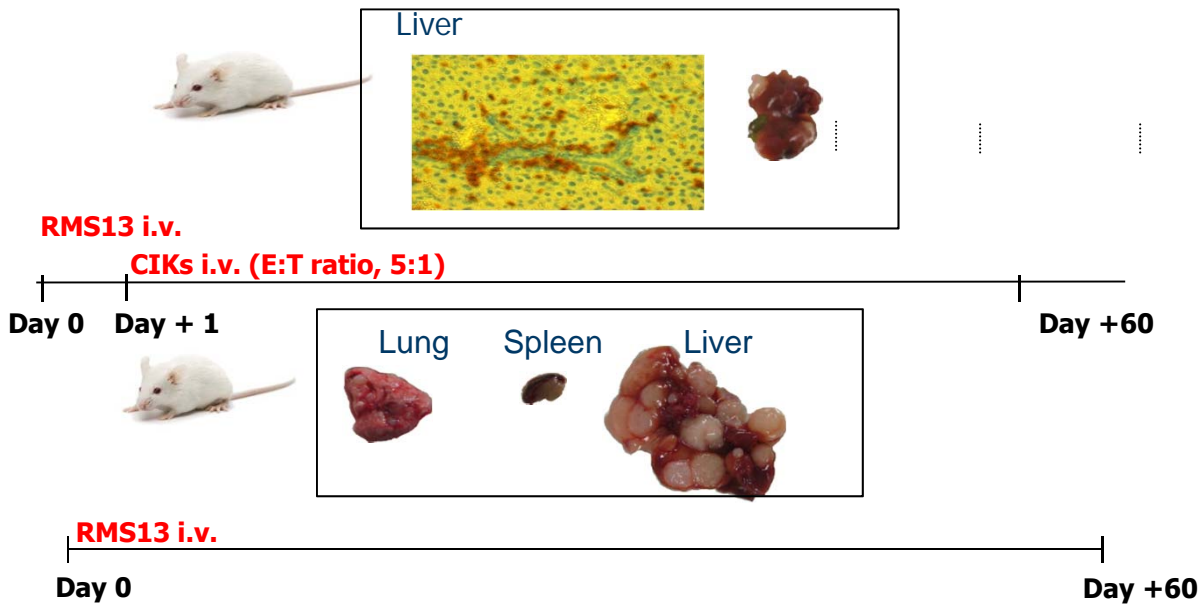 Liver
RMS13 i.v.
CIKs i.v. (E:T ratio, 5:1)
Day 0 Day + 1 Day +60
Lung Spleen Liver
RMS13 i.v.
Day 0 Day +60